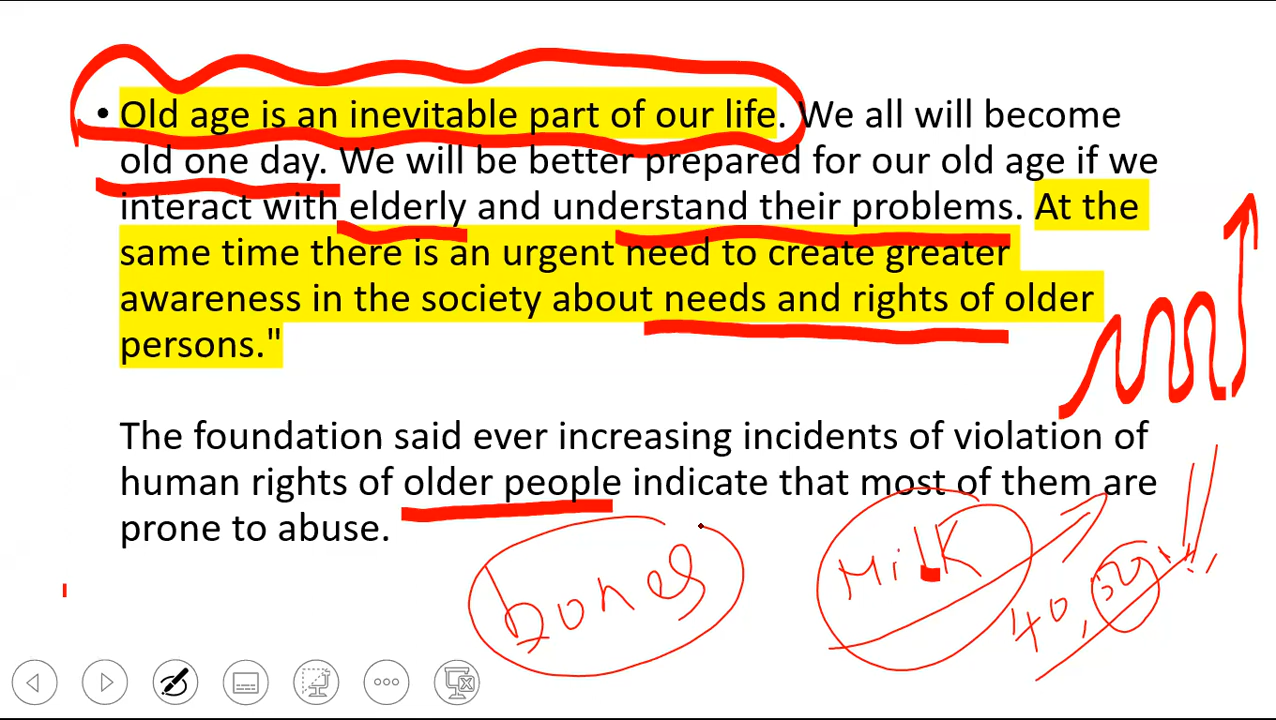 • Old age is an inevitable part of our life. We all will become
old one day. We will be better prepared for our old age if we
interact with elderly and understand their problems. At the
same time there is an urgent need to create greater
awareness in the society about needs and rights of older
persons."
The foundation said ever increasing incidents of violation of
human rights of older people indicate that most of them are
prone to abuse.
bones
Milk
40,